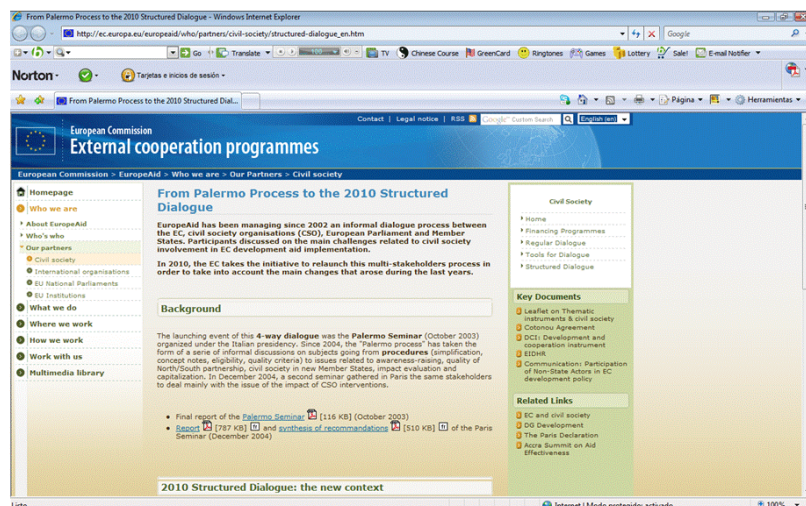 From Palermo Process to the 2010 Structured Dialogue - Windows Internet Explorer
http://ec.europa.eu/europeaid/who/partners/civil-society/structured-dialogue_en.htm
Google
Go Translate TV Chinese Course GreenCard Ringtones Games Lottery Sale! E-mail Notifier
Norton Tarjetas e inicios de sesión
From Palermo Process to the 2010 Structured Dial...
Página Herramientas
Contact | Legal notice | RSS Custom Search English (en)
European Commission
External cooperation programmes
European Commission > EuropeAid > Who we are > Our Partners > Civil society
Homepage
Who we are
About EuropeAid
Who's who
Our partners
Civil society
International organisations
EU National Parliaments
EU Institutions
What we do
Where we work
How we work
Work with us
Multimedia library
From Palermo Process to the 2010 Structured
Dialogue
EuropeAid has been managing since 2002 an informal dialogue process between
the EC, civil society organisations (CSO), European Parliament and Member
States. Participants discussed on the main challenges related to civil society
involvement in EC development aid implementation.
In 2010, the EC takes the initiative to relaunch this multi-stakeholders process in
order to take into account the main changes that arose during the last years.
Background
The launching event of this 4-way dialogue was the Palermo Seminar (October 2003)
organized under the Italian presidency. Since 2004, the "Palermo process" has taken the
form of a serie of informal discussions on subjects going from procedures (simplification,
concept notes, eligibility, quality criteria) to issues related to awareness-raising, quality of
North/South partnership, civil society in new Member States, impact evaluation and
capitalization. In December 2004, a second seminar gathered in Paris the same stakeholders
to deal mainly with the issue of the impact of CSO interventions.
Final report of the Palermo Seminar [116 KB] (October 2003)
Report [787 KB] fr and synthesis of recommandations [510 KB] fr of the Paris
Seminar (December 2004)
2010 Structured Dialogue: the new context
Civil Society
Home
Financing Programmes
Regular Dialogue
Tools for Dialogue
Structured Dialogue
Key Documents
Leaflet on Thematic
instruments & civil society
Cotonou Agreement
DCI: Development and
cooperation instrument
EIDHR
Communication: Participation
of Non-State Actors in EC
development policy
Related Links
EC and civil society
DG Development
The Paris Declaration
Accra Summit on Aid
Effectiveness
Listo
Internet | Modo protegido: activado 100%